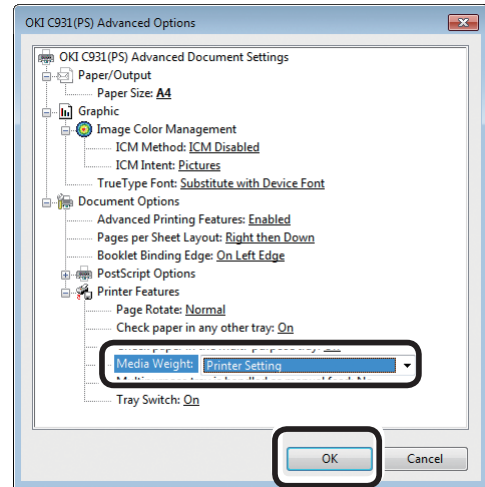 OKI C931(PS) Advanced Options
OKI C931(PS) Advanced Document Settings
Paper/Output
Paper Size: A4
Graphic
Image Color Management
ICM Method: ICM Disabled
ICM Intent: Pictures
TrueType Font: Substitute with Device Font
Document Options
Advanced Printing Features: Enabled
Pages per Sheet Layout: Right then Down
Booklet Binding Edge: On Left Edge
PostScript Options
Printer Features
Page Rotate: Normal
Check paper in any other tray: On
Media Weight: Printer Setting
Tray Switch: On
OK Cancel